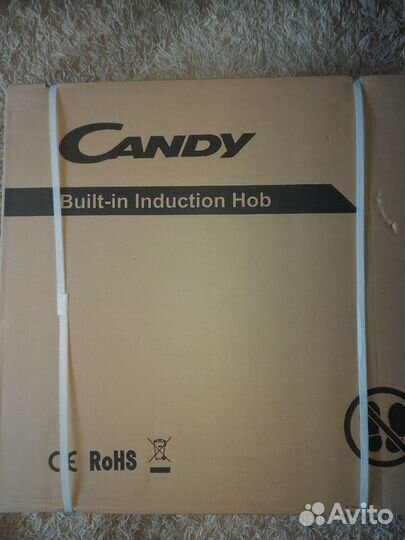 CANDY
Built-in Induction Hob
CE RoHS
Avito